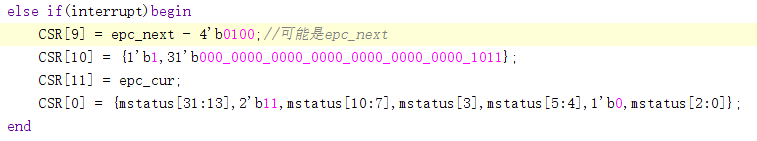 else if(interrupt)begin
CSR[9] = epc_next - 4'b0100;//可能是epc_next
CSR[10] = {1'b1,31'b000_0000_0000_0000_0000_0000_0000_1011};
CSR[11] = epc_cur;
CSR[0] = {mstatus[31:13],2'b11,mstatus[10:7],mstatus[3],mstatus[5:4],1'b0,mstatus[2:0]};
end